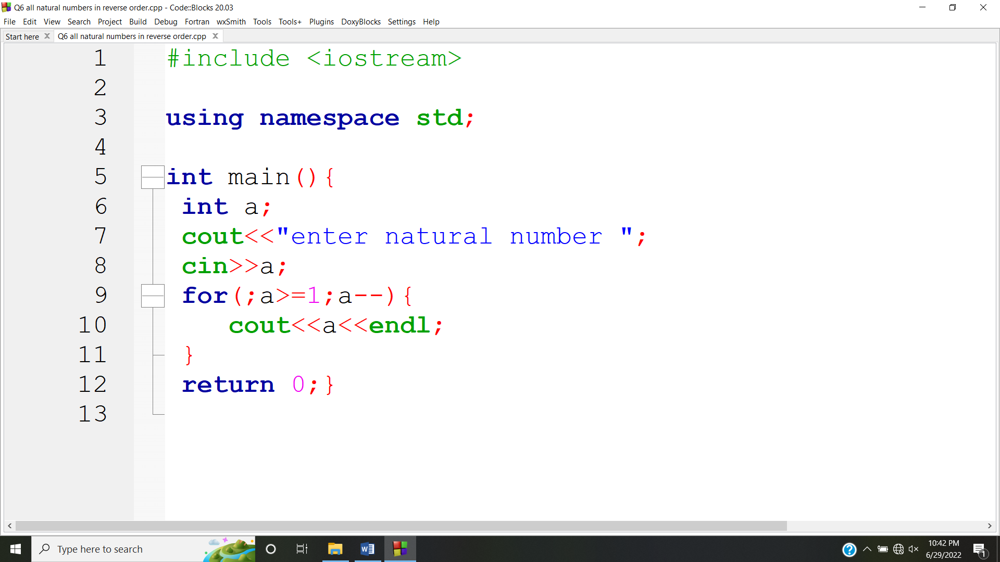 Q6 all natural numbers in reverse order.cpp - Code::Blocks 20.03
File Edit View Search Project Build Debug Fortran wxSmith Tools Tools+ Plugins DoxyBlocks Settings Help
Start here Q6 all natural numbers in reverse order.cpp
1 #include <iostream>
2
3 using namespace std;
4
5 int main(){
6 int a;
7 cout<<"enter natural number ";
8 cin>>a;
9 for(;a>=1;a--){
10 cout<<a<<endl;
11 }
12 return 0;}
13
Type here to search
10:42 PM
6/29/2022
1